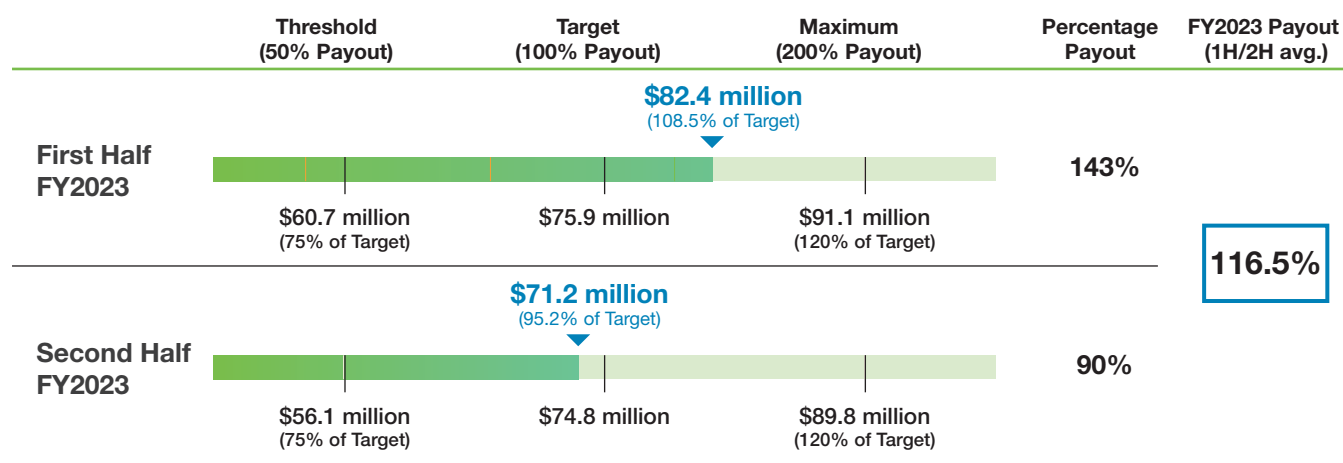 Threshold
(50% Payout)
Target
(100% Payout)
Maximum
(200% Payout)
Percentage
Payout
FY2023 Payout
(1H/2H avg.)
$82.4 million
(108.5% of Target)
First Half
FY2023
143%
$60.7 million
(75% of Target)
$75.9 million
$91.1 million
(120% of Target)
116.5%
$71.2 million
(95.2% of Target)
Second Half
FY2023
90%
$56.1 million
(75% of Target)
$74.8 million
$89.8 million
(120% of Target)